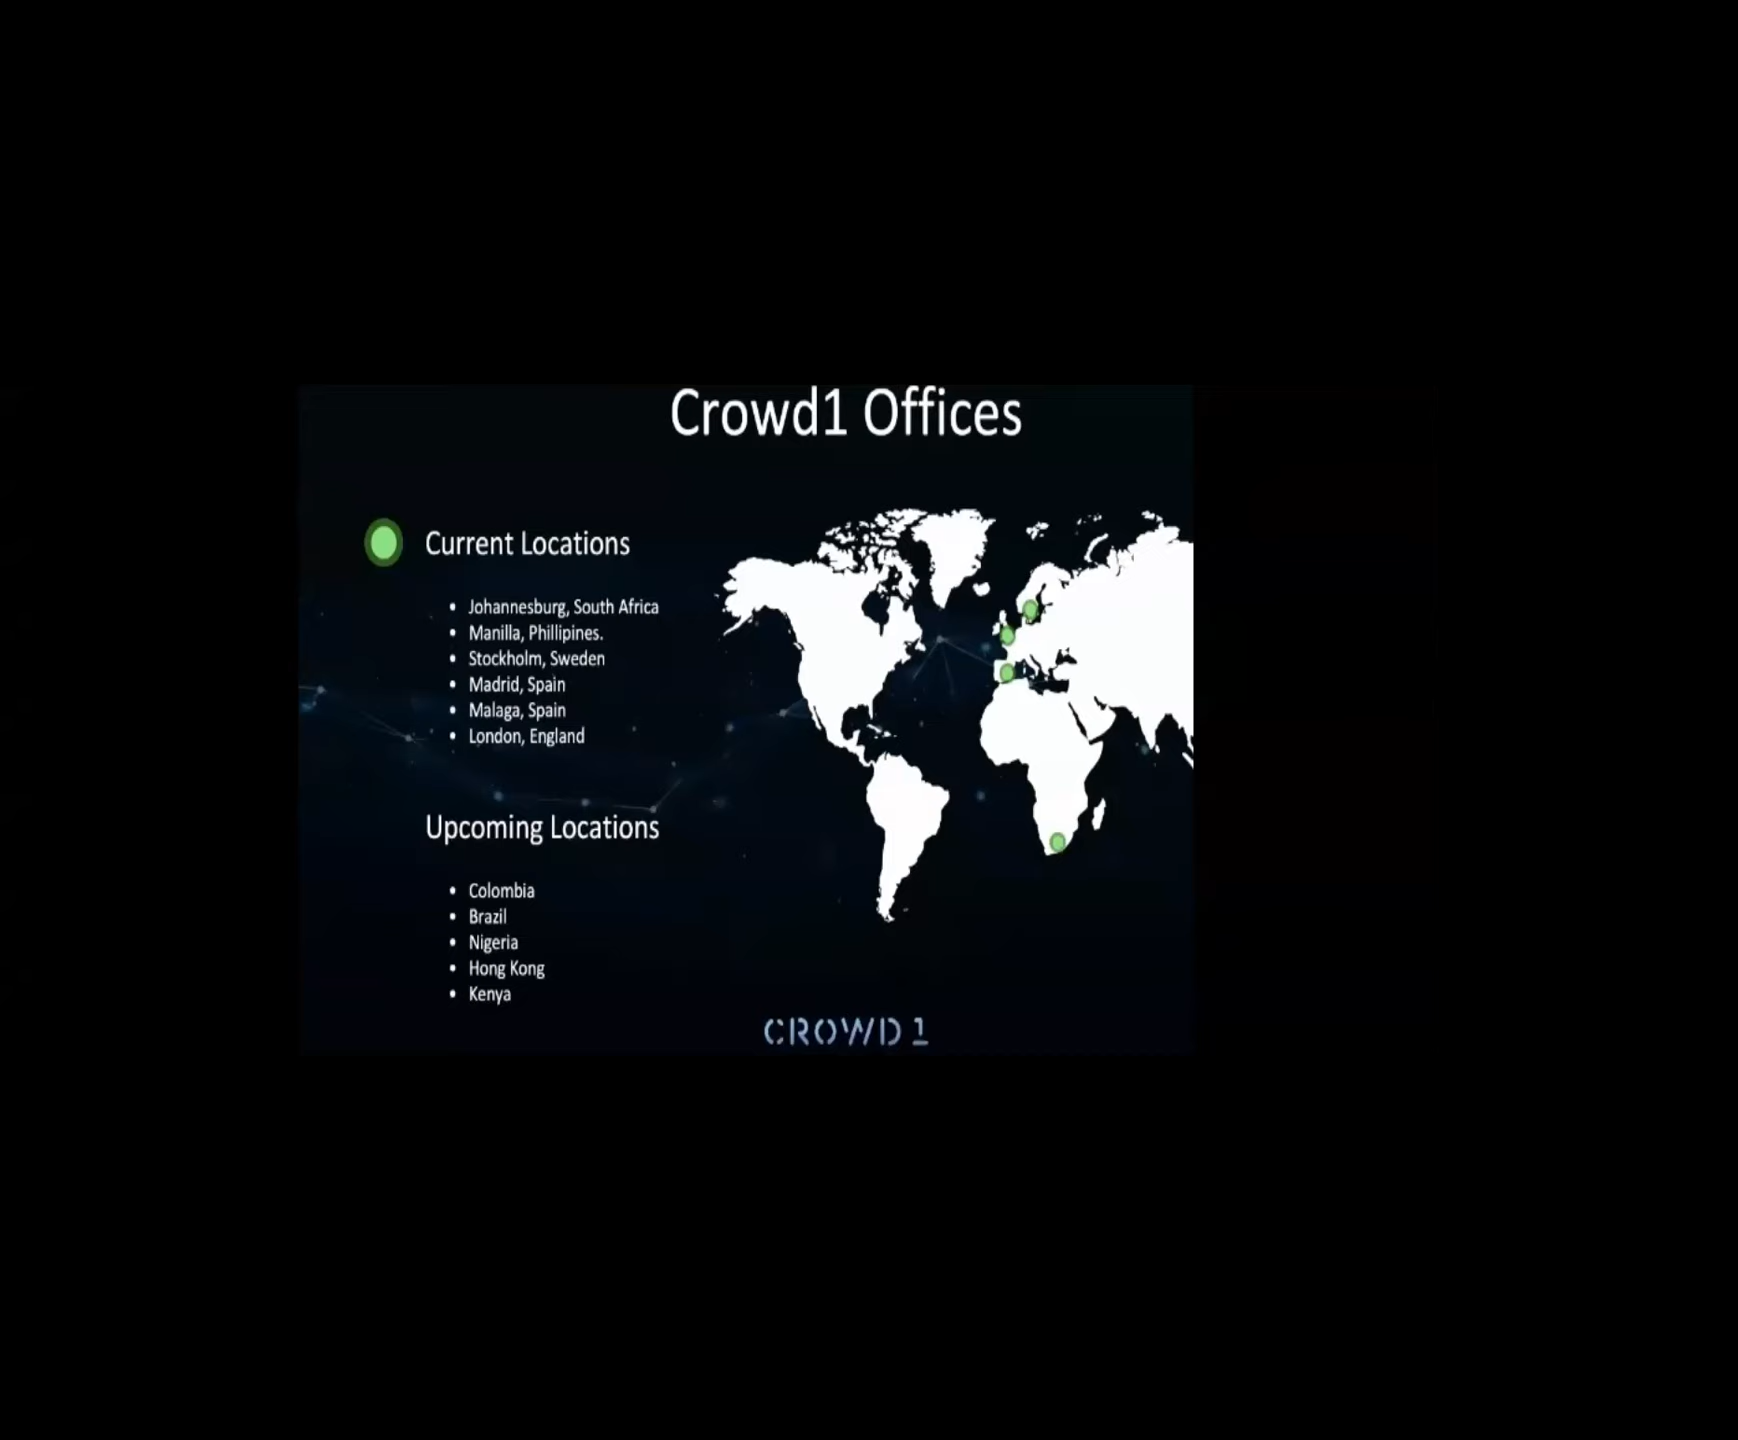 Crowd1 Offices
Current Locations
• Johannesburg, South Africa
• Manilla, Phillipines.
• Stockholm, Sweden
• Madrid, Spain
• Malaga, Spain
• London, England
Upcoming Locations
• Colombia
• Brazil
• Nigeria
• Hong Kong
• Kenya
CROWD 1